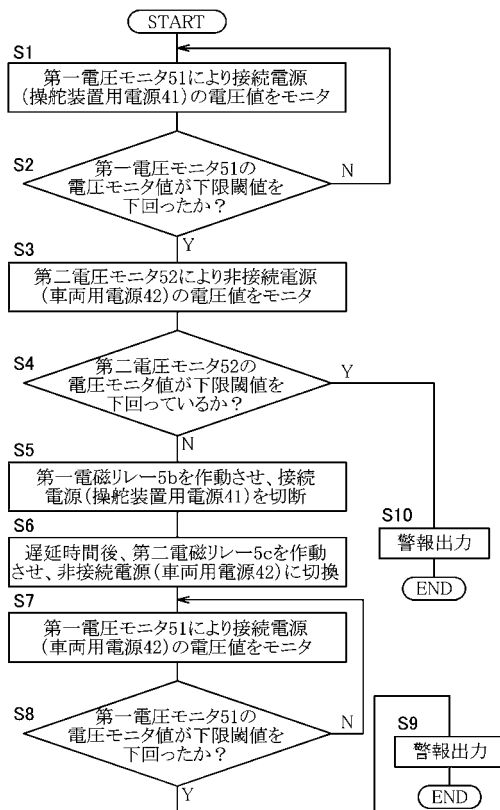 START
S1
第一電圧モニタ51により接続電源
(操舵装置用電源41)の電圧値をモニタ
S2
第一電圧モニタ51の
電圧モニタ値が下限閾値を
下回ったか?
N
Y
S3
第二電圧モニタ52により非接続電源
(車両用電源42)の電圧値をモニタ
S4
第二電圧モニタ52の
電圧モニタ値が下限閾値を
下回っているか?
Y
N
S5
第一電磁リレー5bを作動させ、接続
電源(操舵装置用電源41)を切断
S6
遅延時間後、第二電磁リレー5cを作動
させ、非接続電源(車両用電源42)に切換
S10
警報出力
END
S7
第一電圧モニタ51により接続電源
(車両用電源42)の電圧値をモニタ
S8
第一電圧モニタ51の
電圧モニタ値が下限閾値を
下回ったか?
N
Y
S9
警報出力
END